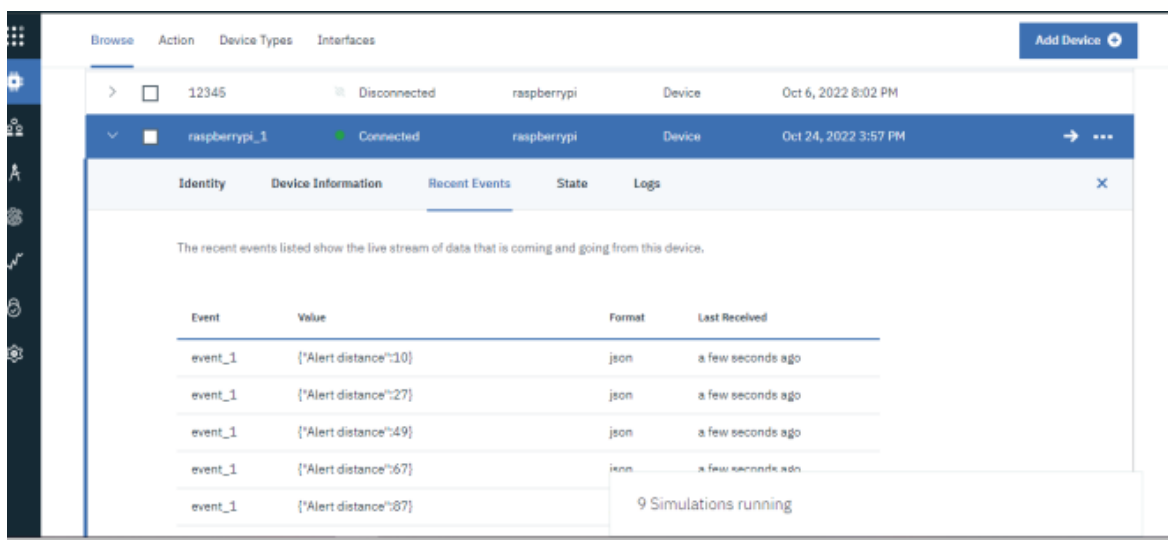 Browse Action Device Types Interfaces Add Device
12345 Disconnected raspberrypi Device Oct 6, 2022 8:02 PM
raspberrypi_1 Connected raspberrypi Device Oct 24, 2022 3:57 PM
Identity Device Information Recent Events State Logs
The recent events listed show the live stream of data that is coming and going from this device.
Event Value Format Last Received
event_1 {"Alert distance":10} json a few seconds ago
event_1 {"Alert distance":27} json a few seconds ago
event_1 {"Alert distance":49} json a few seconds ago
event_1 {"Alert distance":67} json a few seconds ago
event_1 {"Alert distance":87}
9 Simulations running